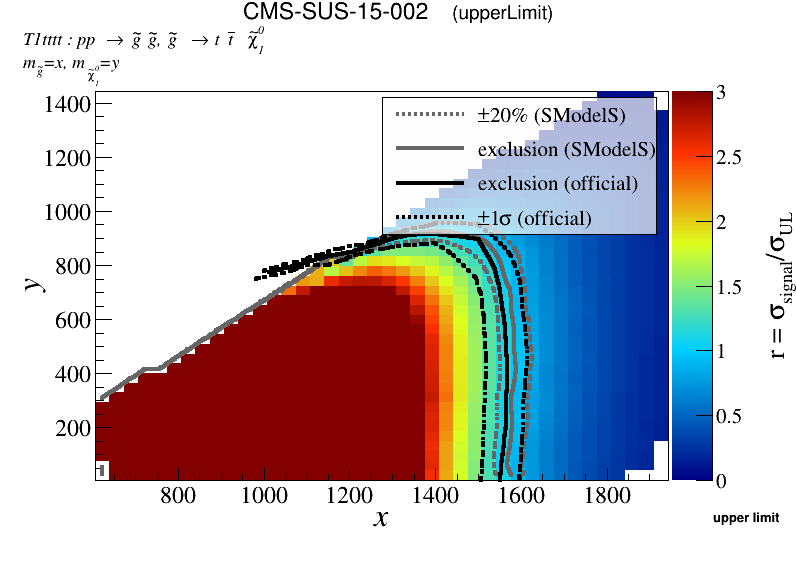 CMS-SUS-15-002 (upperLimit)
T1tttt : pp → g̃ g̃, g̃ → t t̄ χ̃₁⁰
m_g̃=x, m_χ̃₁⁰=y
±20% (SModelS)
exclusion (SModelS)
exclusion (official)
±1σ (official)
1400
1200
1000
800
600
400
200
y
800 1000 1200 1400 1600 1800
x
3
2.5
2
1.5
1
0.5
0
r = σ_signal/σ_UL
upper limit